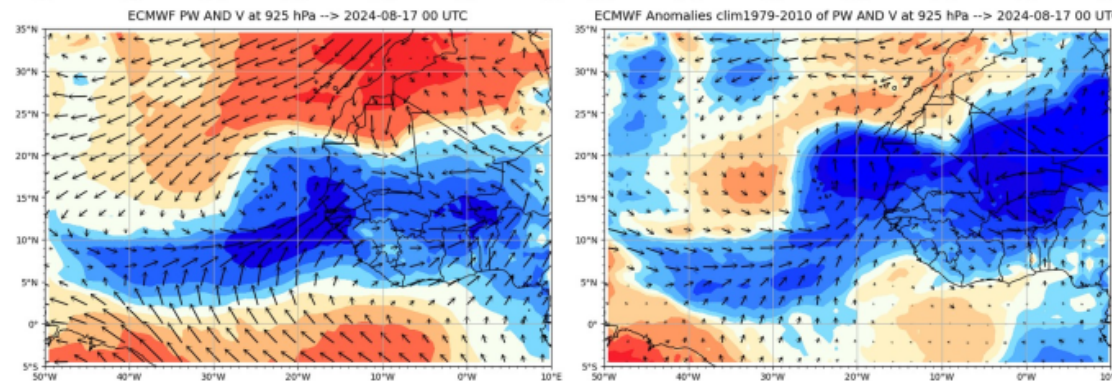 ECMWF PW AND V at 925 hPa --> 2024-08-17 00 UTC
35°N
30°N
25°N
20°N
15°N
10°N
5°N
0°
5°S
50°W 40°W 30°W 20°W 10°W 0°W 10°E
ECMWF Anomalies clim1979-2010 of PW AND V at 925 hPa --> 2024-08-17 00 UT
35°N
30°N
25°N
20°N
15°N
10°N
5°N
0°
5°S
50°W 40°W 30°W 20°W 10°W 0°W 10°E